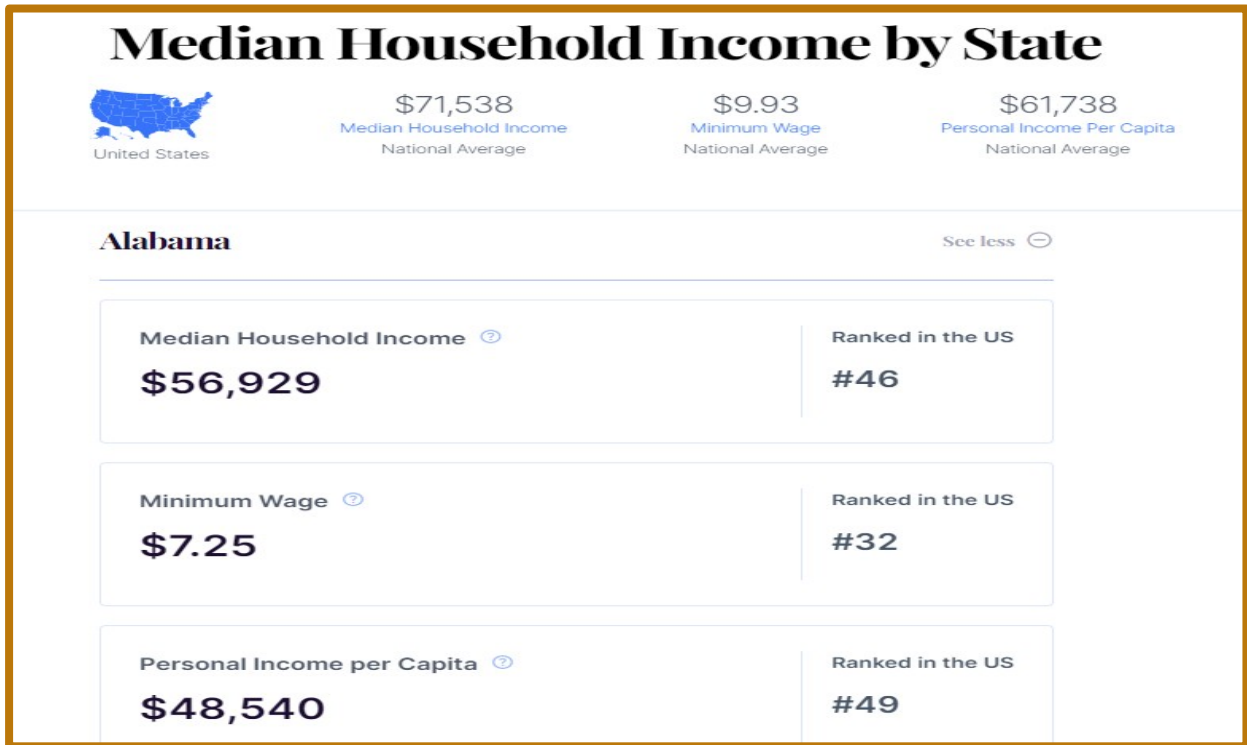 Median Household Income by State
$71,538 $9.93 $61,738
Median Household Income Minimum Wage Personal Income Per Capita
United States National Average National Average National Average
Alabama See less
Median Household Income Ranked in the US
$56,929 #46
Minimum Wage Ranked in the US
$7.25 #32
Personal Income per Capita Ranked in the US
$48,540 #49